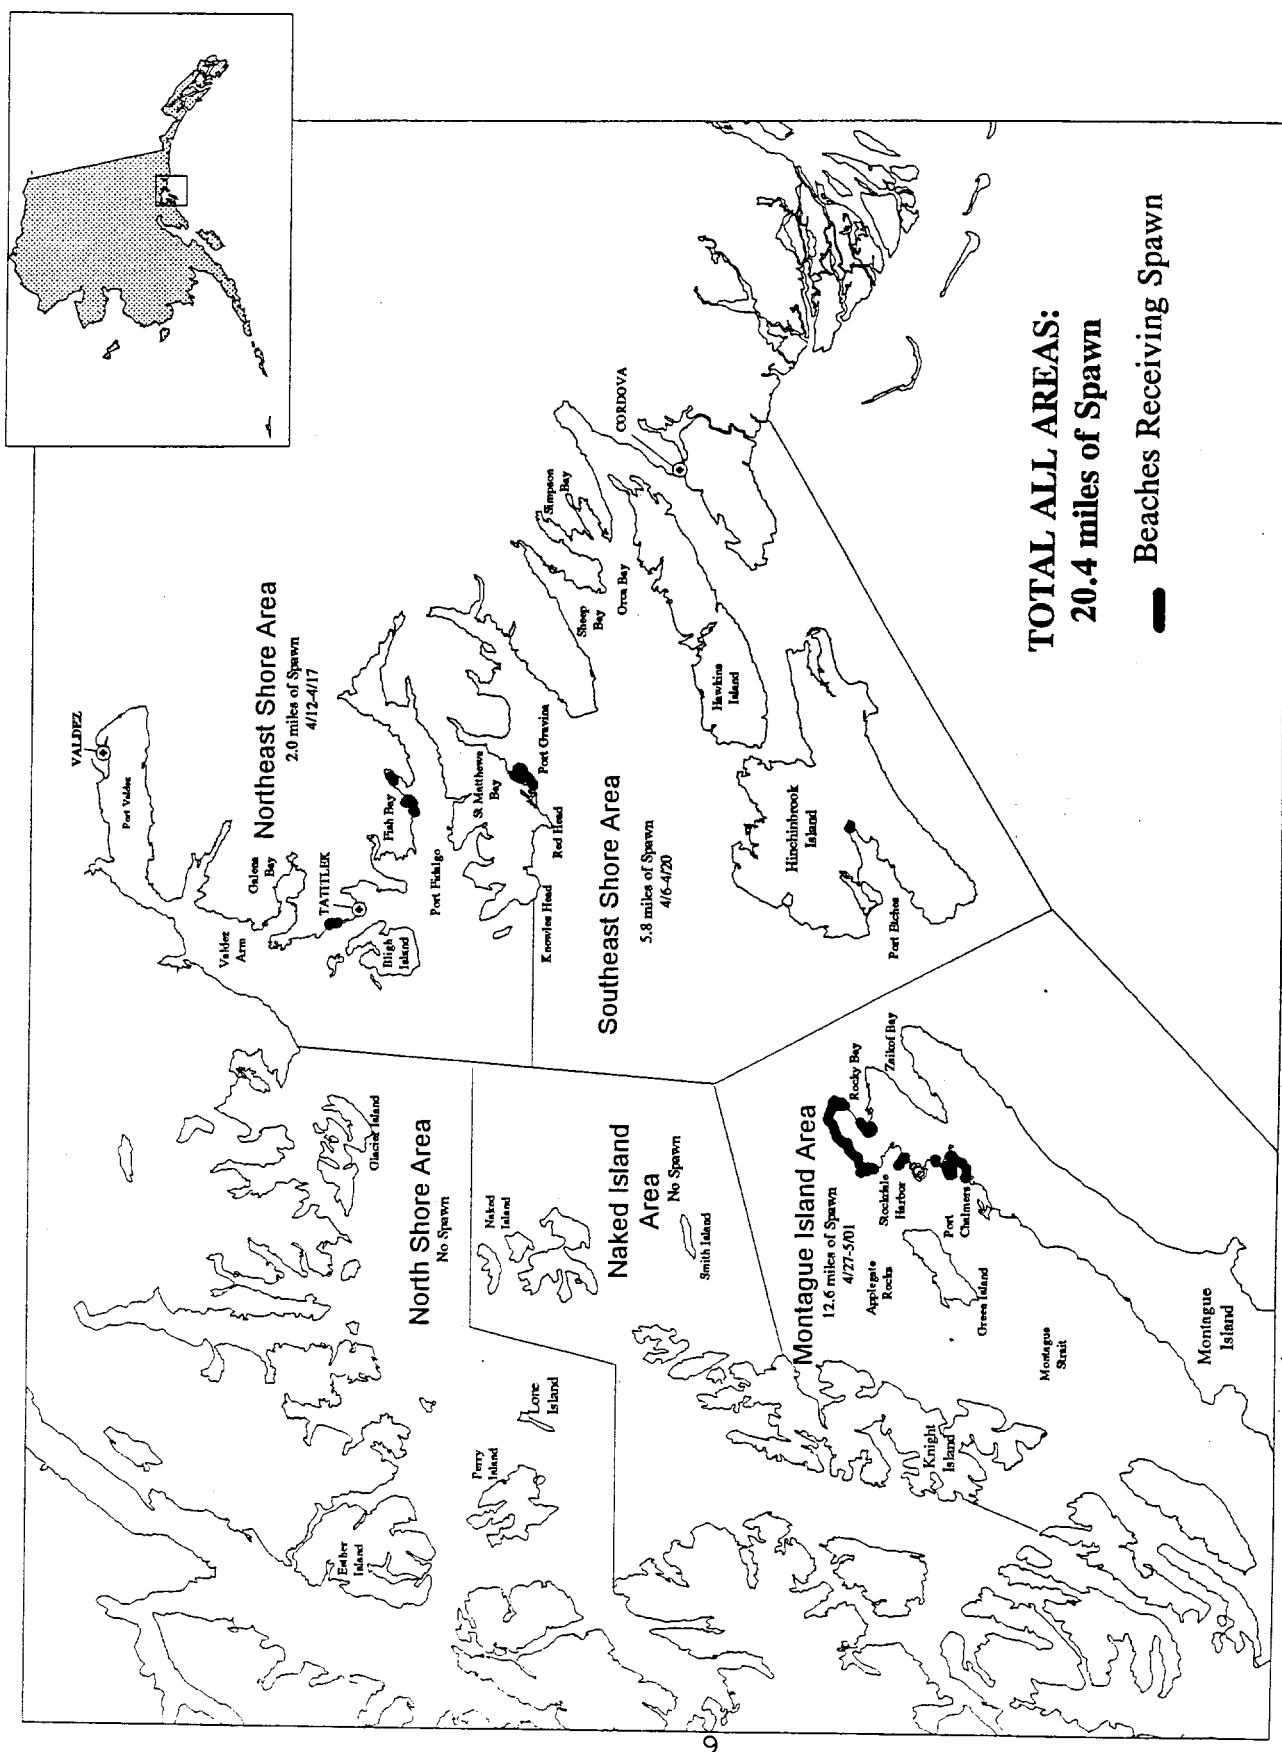 VALDEZ
Port Valdez
Northeast Shore Area
2.0 miles of Spawn
4/12-4/17
Galena
Bay
Valdez
Arm
TATITLEK
Bligh
Island
Fish Bay
Port Fidalgo
St Matthews
Bay
Port Gravina
Red Head
Knowles Head
Simpson
Bay
Sheep
Bay
Orca Bay
CORDOVA
Southeast Shore Area
5.8 miles of Spawn
4/6-4/20
Hawkins
Island
Hinchinbrook
Island
Port Etches
North Shore Area
No Spawn
Glacier Island
Esther
Island
Perry
Island
Lone
Island
Naked
Island
Naked Island
Area
No Spawn
Smith Island
Montague Island Area
12.6 miles of Spawn
4/27-5/01
Rocky Bay
Zaikof Bay
Stockdale
Harbor
Port
Chalmers
Applegate
Rocks
Green Island
Montague
Strait
Knight
Island
Montague
Island
TOTAL ALL AREAS:
20.4 miles of Spawn
Beaches Receiving Spawn
9